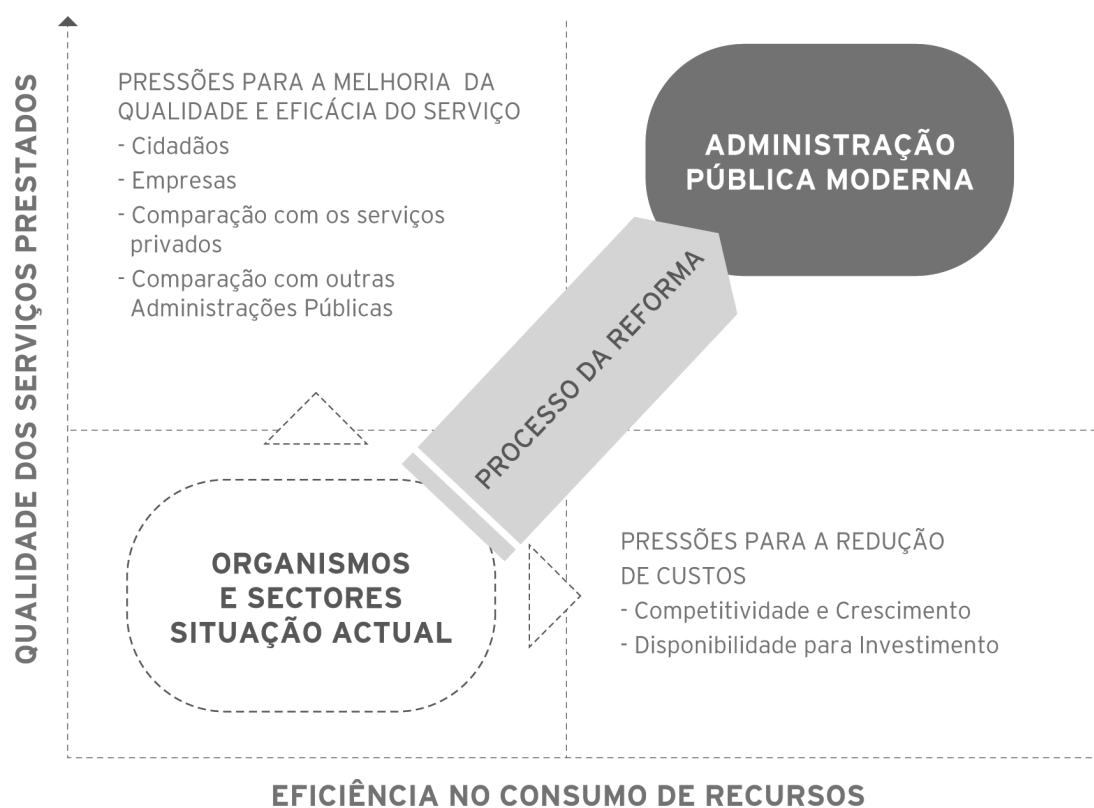 QUALIDADE DOS SERVIÇOS PRESTADOS
PRESSÕES PARA A MELHORIA DA
QUALIDADE E EFICÁCIA DO SERVIÇO
- Cidadãos
- Empresas
- Comparação com os serviços
privados
- Comparação com outras
Administrações Públicas
ADMINISTRAÇÃO
PÚBLICA MODERNA
PROCESSO DA REFORMA
ORGANISMOS
E SECTORES
SITUAÇÃO ACTUAL
PRESSÕES PARA A REDUÇÃO
DE CUSTOS
- Competitividade e Crescimento
- Disponibilidade para Investimento
EFICIÊNCIA NO CONSUMO DE RECURSOS